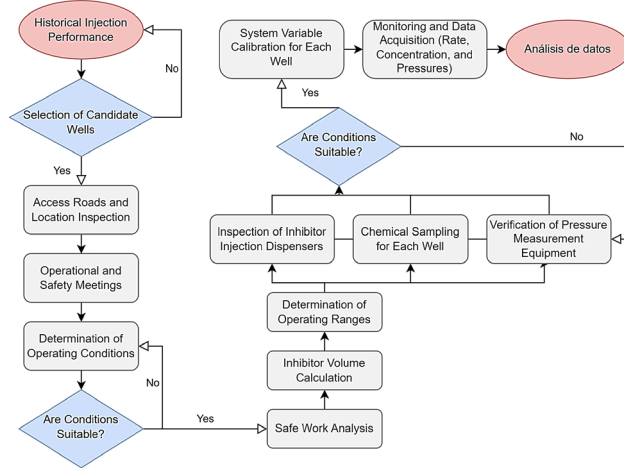 Historical Injection
Performance
No
Selection of Candidate
Wells
Yes
Access Roads and
Location Inspection
Operational and
Safety Meetings
Determination of
Operating Conditions
No
Are Conditions
Suitable?
Yes
Safe Work Analysis
Inhibitor Volume
Calculation
Determination of
Operating Ranges
Inspection of Inhibitor
Injection Dispensers
Chemical Sampling
for Each Well
Verification of Pressure
Measurement
Equipment
Are Conditions
Suitable?
No
Yes
System Variable
Calibration for Each
Well
Monitoring and Data
Acquisition (Rate,
Concentration, and
Pressures)
Análisis de datos